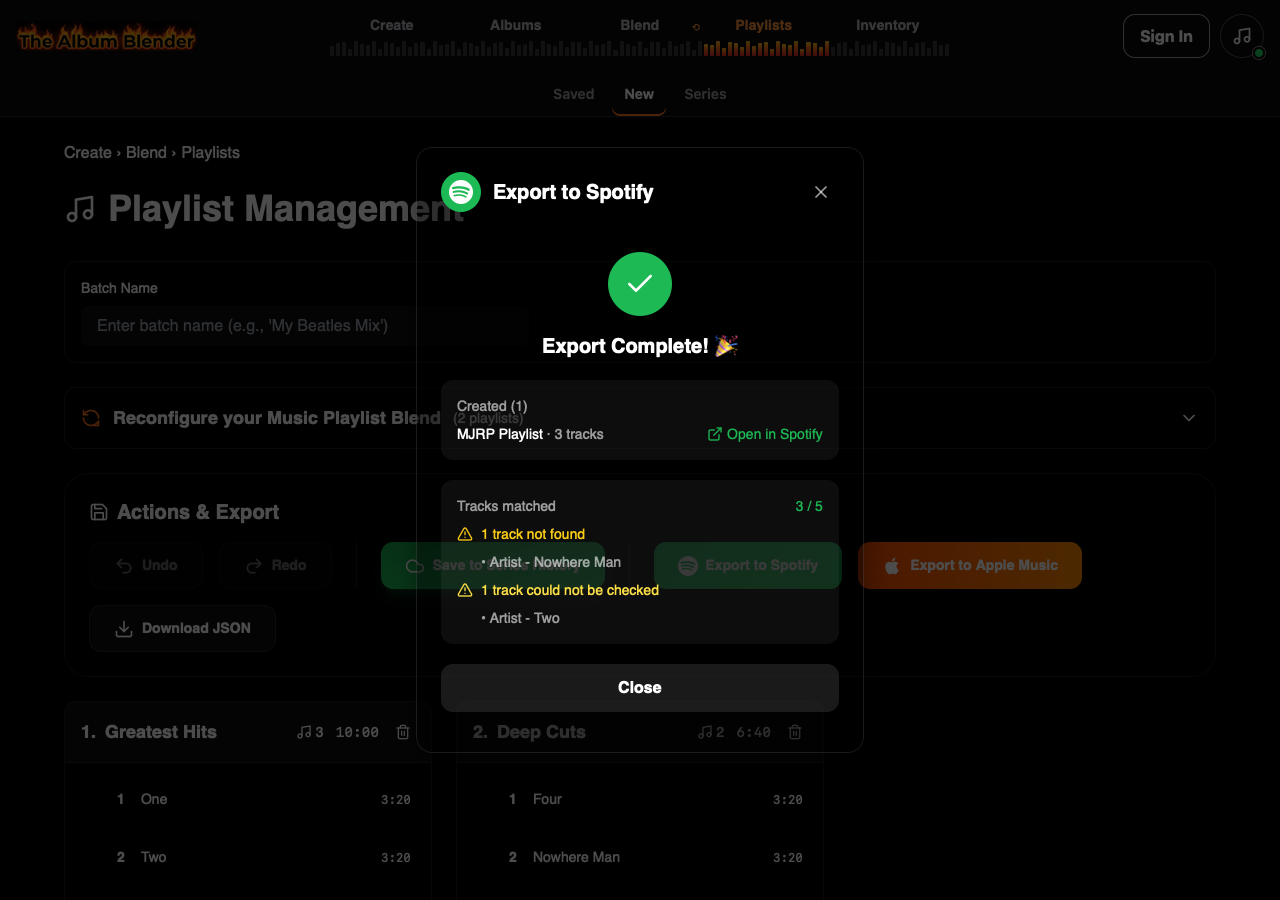 The Album Blender
Create Albums Blend Playlists Inventory
Sign In
Saved New Series
Create › Blend › Playlists
Playlist Management
Export to Spotify
Batch Name
Enter batch name (e.g., 'My Beatles Mix')
Export Complete! 🎉
Reconfigure your Music Playlist Blend (2 playlists)
Created (1)
MJRP Playlist · 3 tracks Open in Spotify
Actions & Export
Tracks matched 3 / 5
1 track not found
• Artist - Nowhere Man
1 track could not be checked
• Artist - Two
Undo Redo Save to Export to Spotify Export to Apple Music
Download JSON
Close
1. Greatest Hits 3 10:00
2. Deep Cuts 2 6:40
1 One 3:20
2 Two 3:20
1 Four 3:20
2 Nowhere Man 3:20